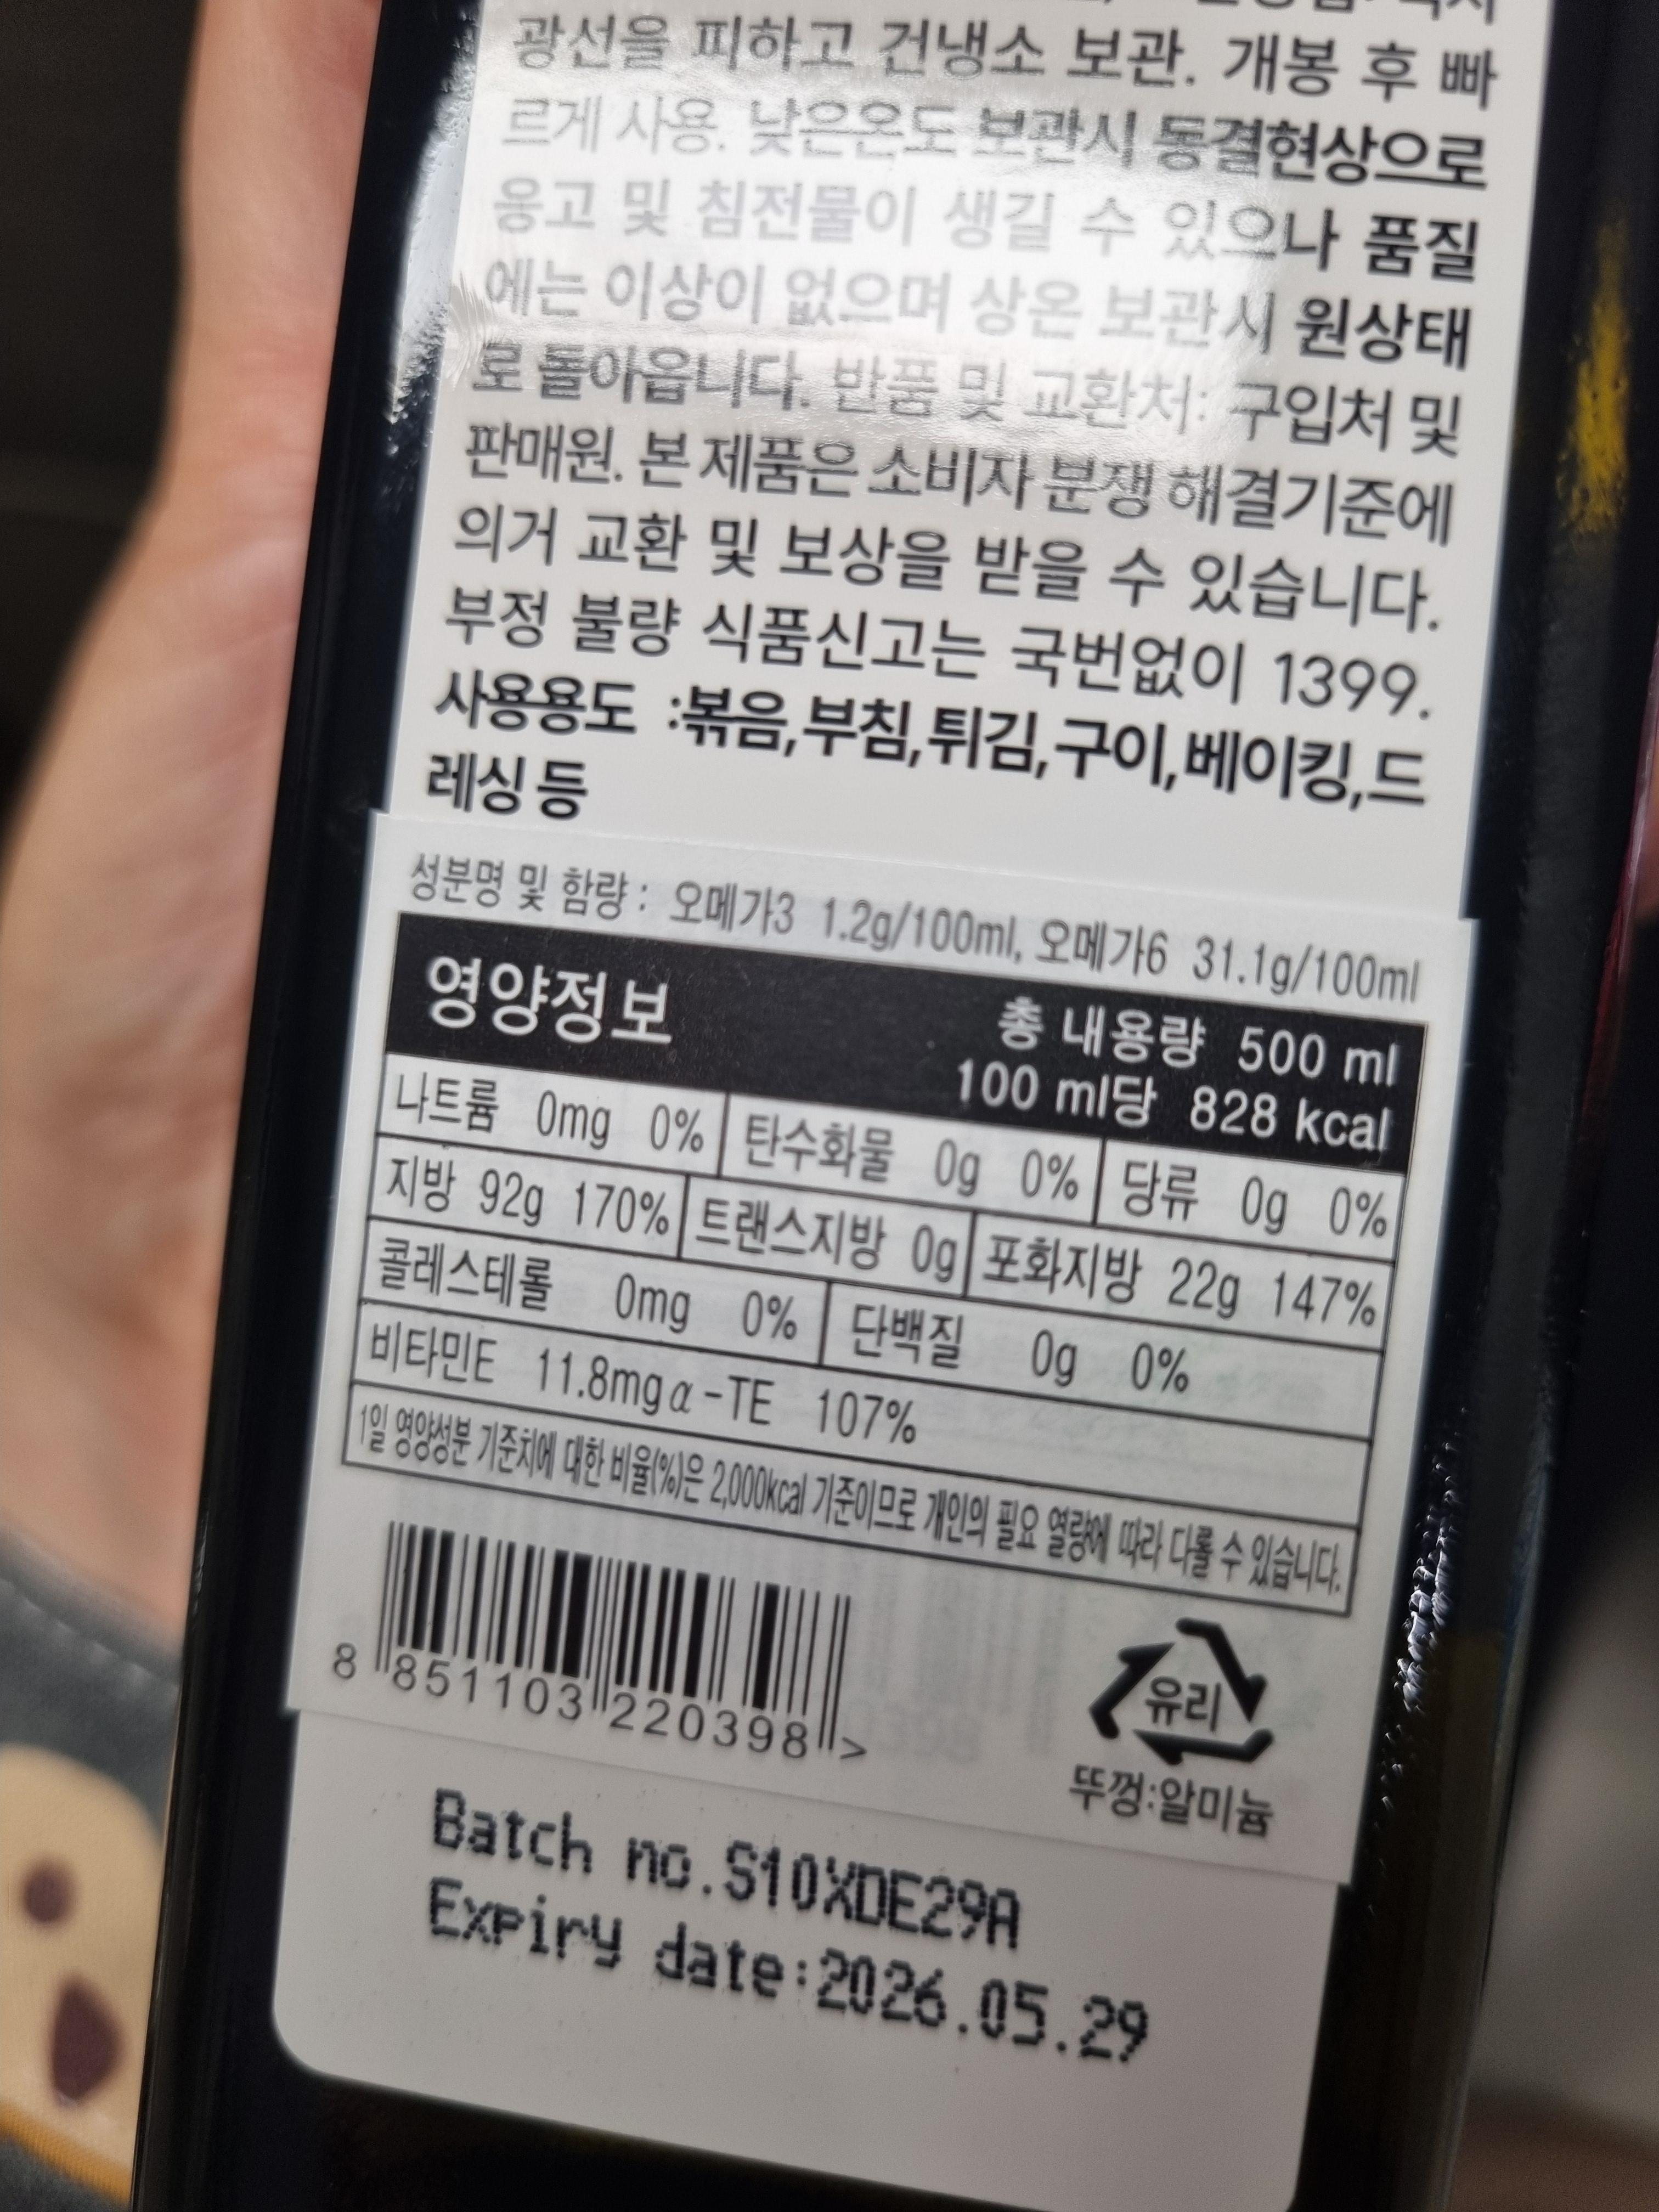 광선을 피하고 건냉소 보관. 개봉 후 빠
르게 사용. 낮은온도 보관시 동결현상으로
응고 및 침전물이 생길 수 있으나 품질
에는 이상이 없으며 상온 보관시 원상태
로 돌아옵니다. 반품 및 교환처: 구입처 및
판매원. 본 제품은 소비자 분쟁 해결기준에
의거 교환 및 보상을 받을 수 있습니다.
부정 불량 식품신고는 국번없이 1399.
사용용도 :볶음,부침,튀김,구이,베이킹,드
레싱 등
성분명 및 함량 : 오메가3 1.2g/100ml, 오메가6 31.1g/100ml
영양정보 총 내용량 500 ml
100 ml당 828 kcal
나트륨 0mg 0% 탄수화물 0g 0% 당류 0g 0%
지방 92g 170% 트랜스지방 0g 포화지방 22g 147%
콜레스테롤 0mg 0% 단백질 0g 0%
비타민E 11.8mg α-TE 107%
1일 영양성분 기준치에 대한 비율(%)은 2,000kcal 기준이므로 개인의 필요 열량에 따라 다를 수 있습니다.
8 851103 220398 >
유리
뚜껑:알미늄
Batch no.S10XDE29A
Expiry date:2026.05.29